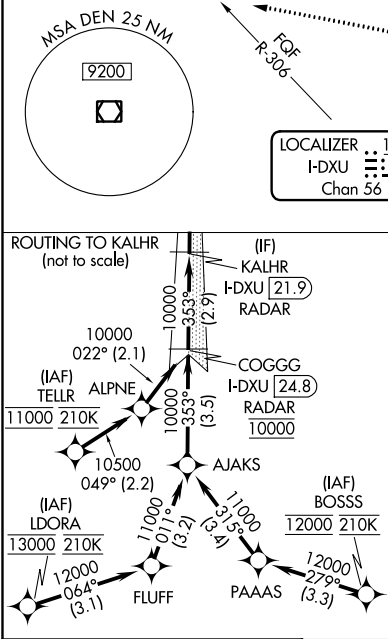 MSA DEN 25 NM
9200
FQF
R-306
LOCALIZER 1
I-DXU
Chan 56
ROUTING TO KALHR
(not to scale)
(IF)
KALHR
I-DXU 21.9
RADAR
10000
353°
(2.9)
10000
022° (2.1)
COGGG
I-DXU 24.8
RADAR
10000
(IAF)
TELLR
11000 210K
ALPNE
10000
353°
(3.5)
10500
049° (2.2)
AJAKS
(IAF)
LDORA
13000 210K
11000
011°
(3.2)
11000
315°
(3.4)
(IAF)
BOSSS
12000 210K
12000
064°
(3.1)
FLUFF
PAAAS
12000
279°
(3.3)